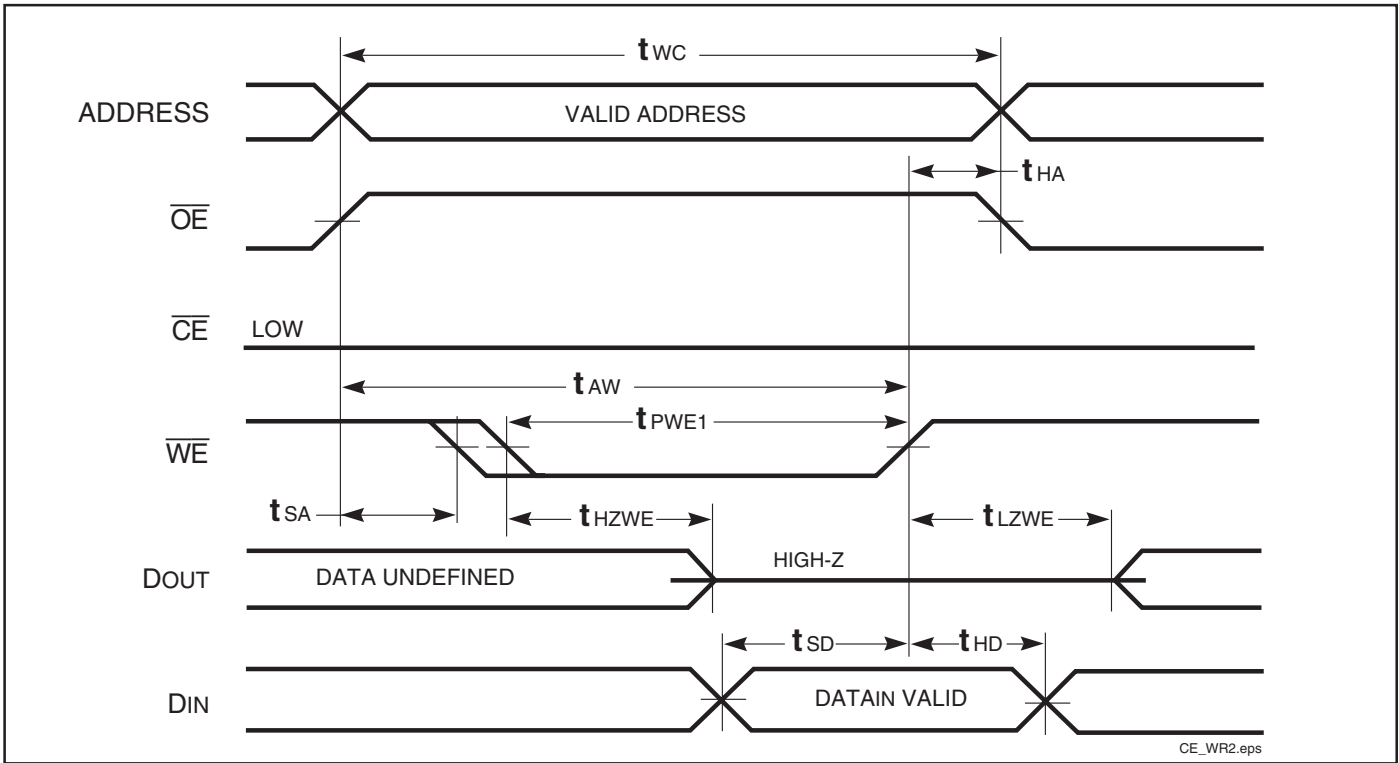 tWC
ADDRESS
VALID ADDRESS
tHA
OE
CE
LOW
tAW
tPWE1
WE
tSA
tHZWE
tLZWE
DOUT
DATA UNDEFINED
HIGH-Z
tSD
tHD
DIN
DATAIN VALID
CE_WR2.eps